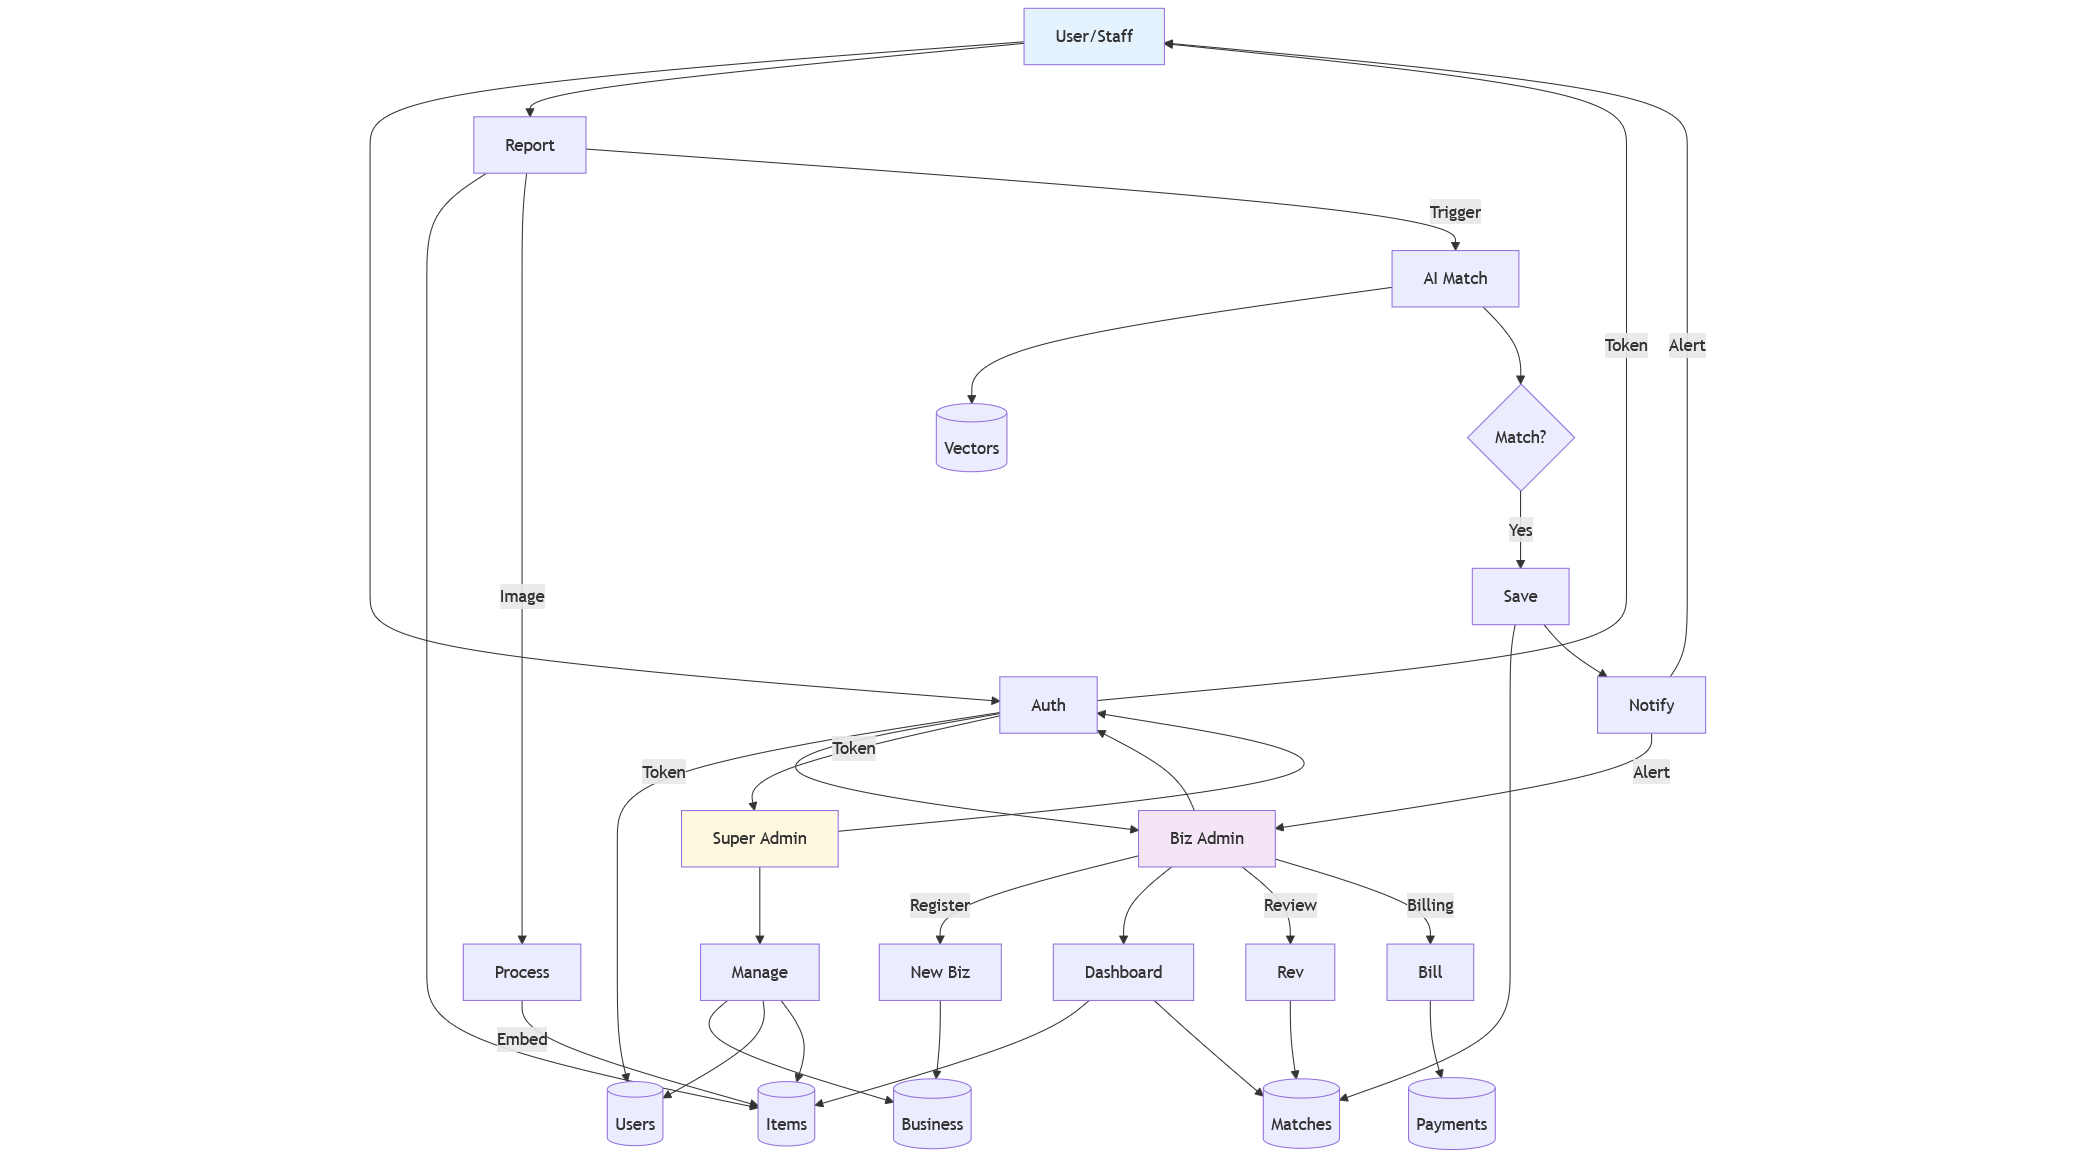 User/Staff
Report
Trigger
AI Match
Token
Alert
Vectors
Match?
Yes
Image
Save
Auth
Notify
Token
Token
Alert
Super Admin
Biz Admin
Register
Review
Billing
Process
Manage
New Biz
Dashboard
Rev
Bill
Embed
Users
Items
Business
Matches
Payments